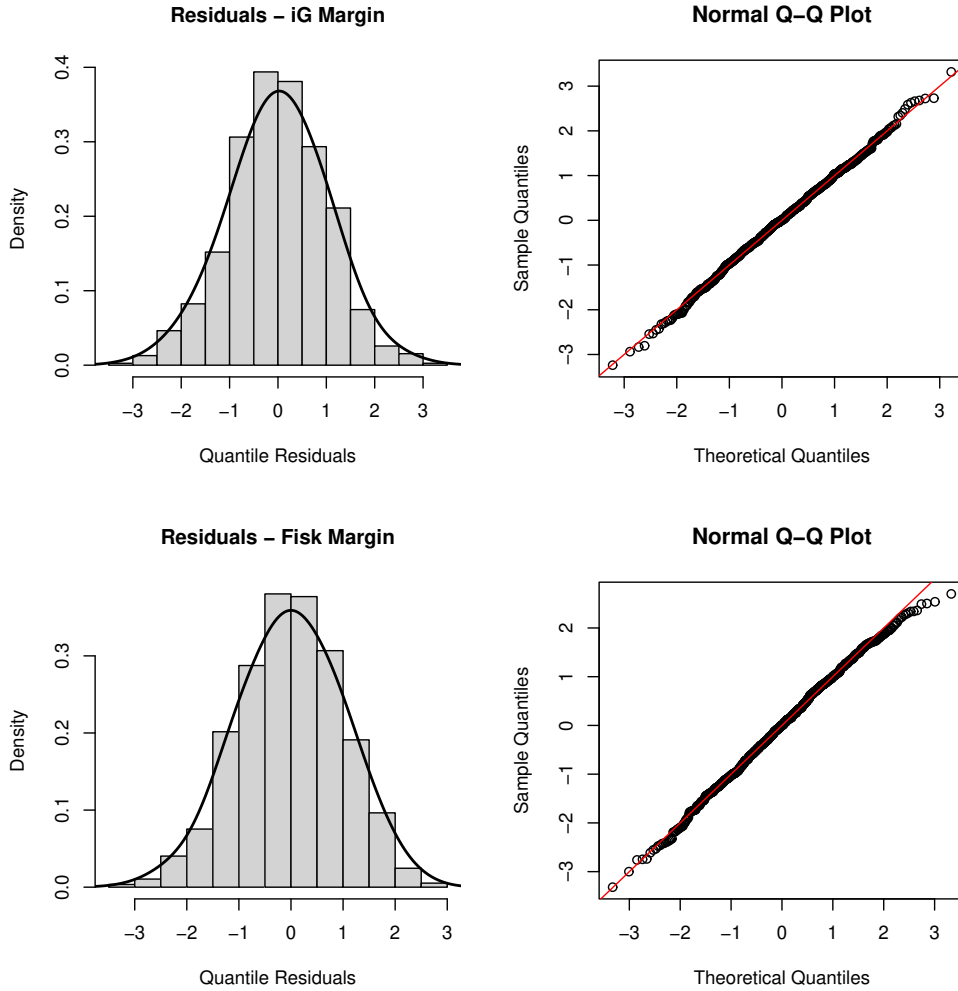 Residuals − iG Margin
Density
0.0 0.1 0.2 0.3 0.4
−3 −2 −1 0 1 2 3
Quantile Residuals
Normal Q−Q Plot
Sample Quantiles
−3 −2 −1 0 1 2 3
−3 −2 −1 0 1 2 3
Theoretical Quantiles
Residuals − Fisk Margin
Density
0.0 0.1 0.2 0.3
−3 −2 −1 0 1 2 3
Quantile Residuals
Normal Q−Q Plot
Sample Quantiles
−3 −2 −1 0 1 2
−3 −2 −1 0 1 2 3
Theoretical Quantiles